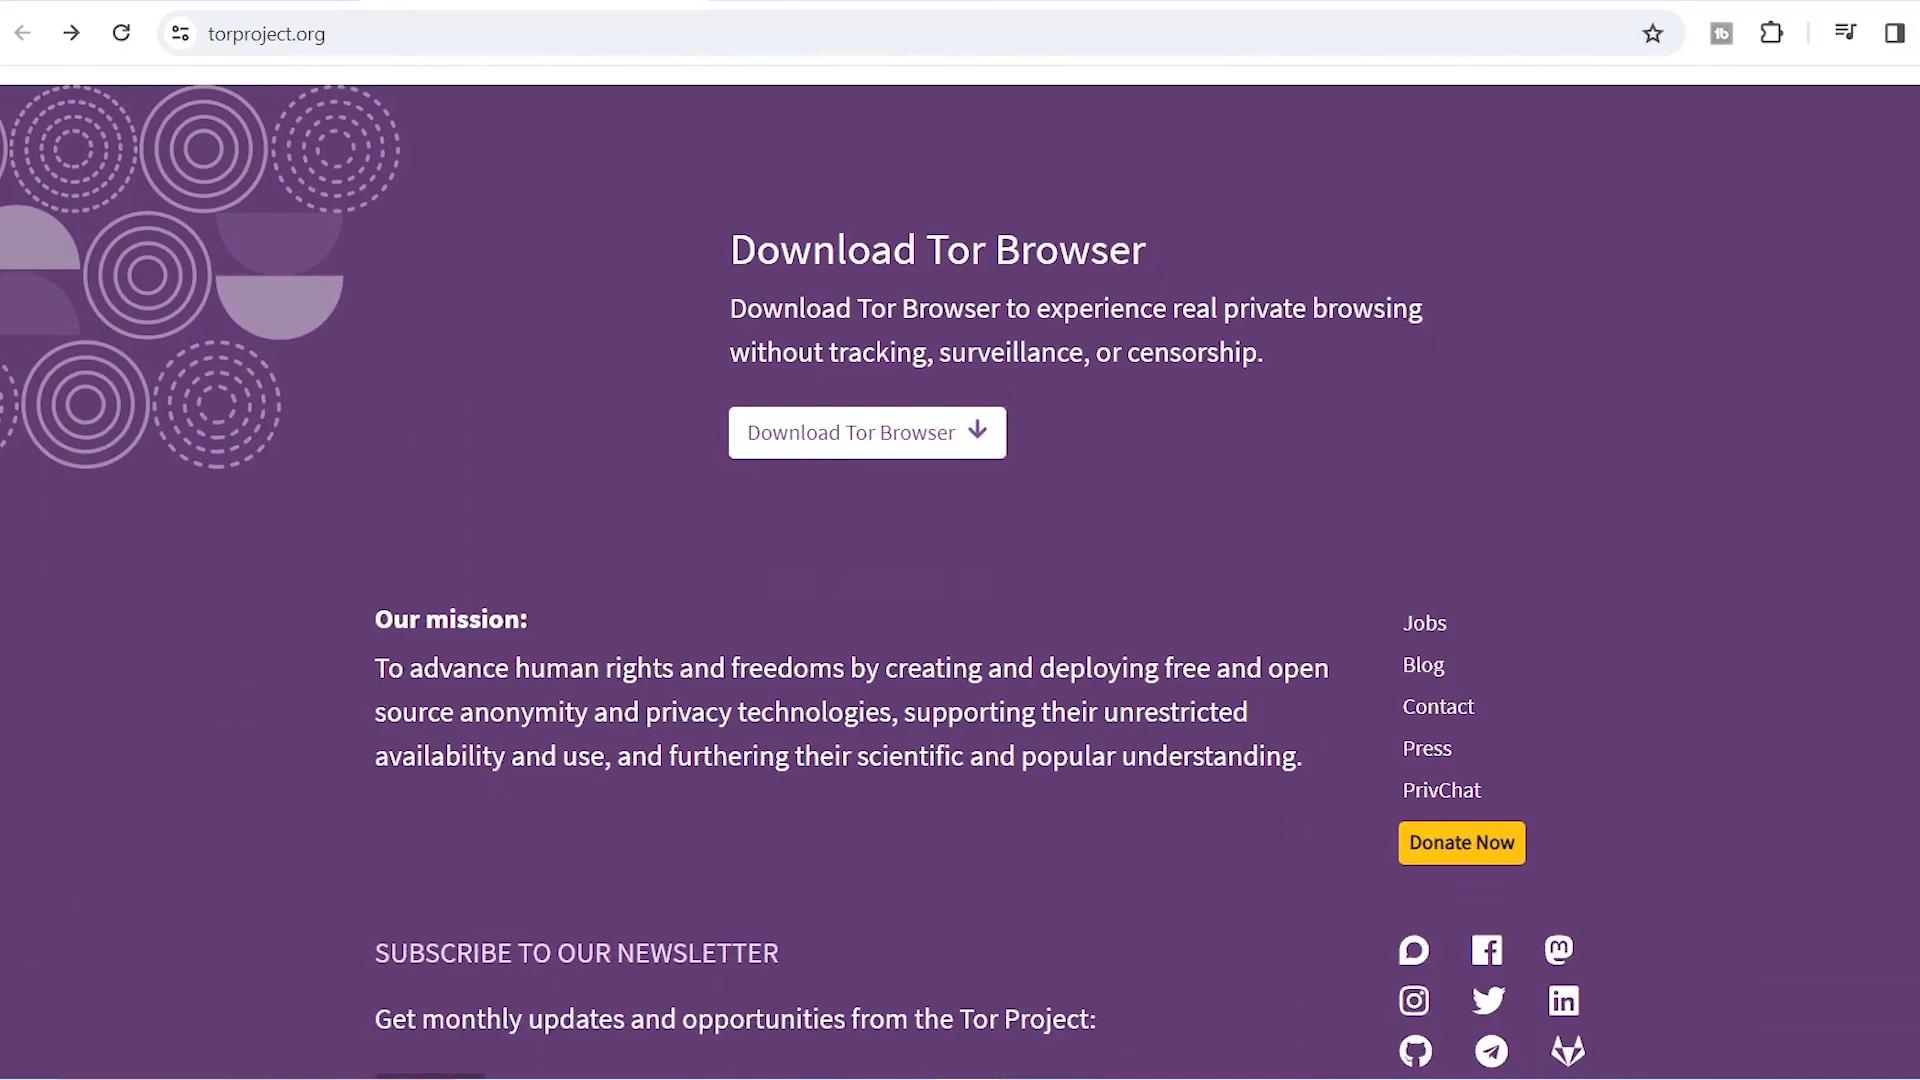 torproject.org
Download Tor Browser
Download Tor Browser to experience real private browsing
without tracking, surveillance, or censorship.
Download Tor Browser
Our mission:
To advance human rights and freedoms by creating and deploying free and open
source anonymity and privacy technologies, supporting their unrestricted
availability and use, and furthering their scientific and popular understanding.
Jobs
Blog
Contact
Press
PrivChat
Donate Now
SUBSCRIBE TO OUR NEWSLETTER
Get monthly updates and opportunities from the Tor Project: